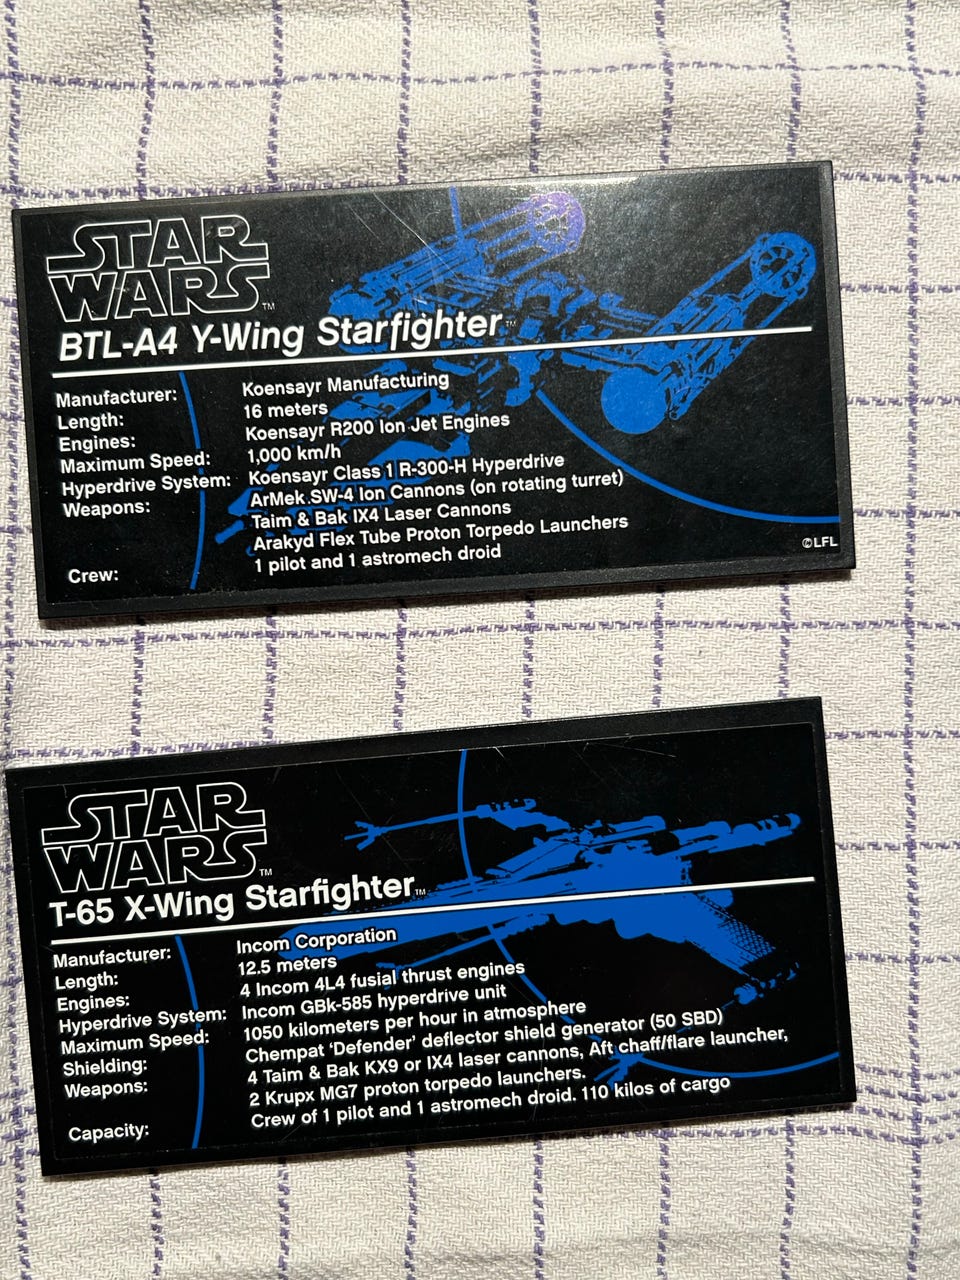 STAR
WARS™
BTL-A4 Y-Wing Starfighter™
Manufacturer: Koensayr Manufacturing
Length: 16 meters
Engines: Koensayr R200 Ion Jet Engines
Maximum Speed: 1,000 km/h
Hyperdrive System: Koensayr Class 1 R-300-H Hyperdrive
Weapons: ArMek SW-4 Ion Cannons (on rotating turret)
Taim & Bak IX4 Laser Cannons
Arakyd Flex Tube Proton Torpedo Launchers
Crew: 1 pilot and 1 astromech droid
©LFL
STAR
WARS™
T-65 X-Wing Starfighter™
Manufacturer: Incom Corporation
Length: 12.5 meters
Engines: 4 Incom 4L4 fusial thrust engines
Hyperdrive System: Incom GBk-585 hyperdrive unit
Maximum Speed: 1050 kilometers per hour in atmosphere
Shielding: Chempat ‘Defender’ deflector shield generator (50 SBD)
Weapons: 4 Taim & Bak KX9 or IX4 laser cannons, Aft chaff/flare launcher,
2 Krupx MG7 proton torpedo launchers.
Capacity: Crew of 1 pilot and 1 astromech droid. 110 kilos of cargo